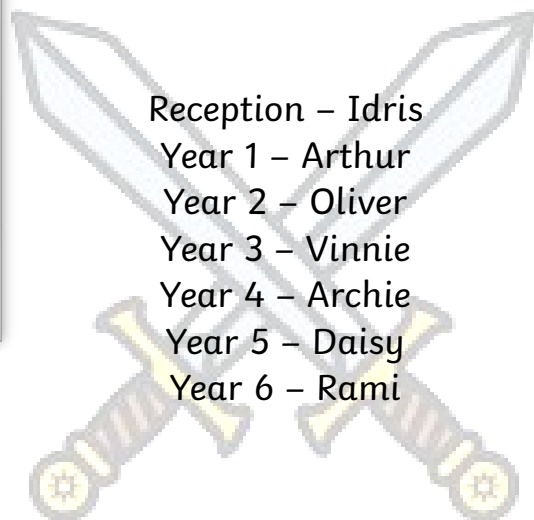 Reception – Idris
Year 1 – Arthur
Year 2 – Oliver
Year 3 – Vinnie
Year 4 – Archie
Year 5 – Daisy
Year 6 – Rami